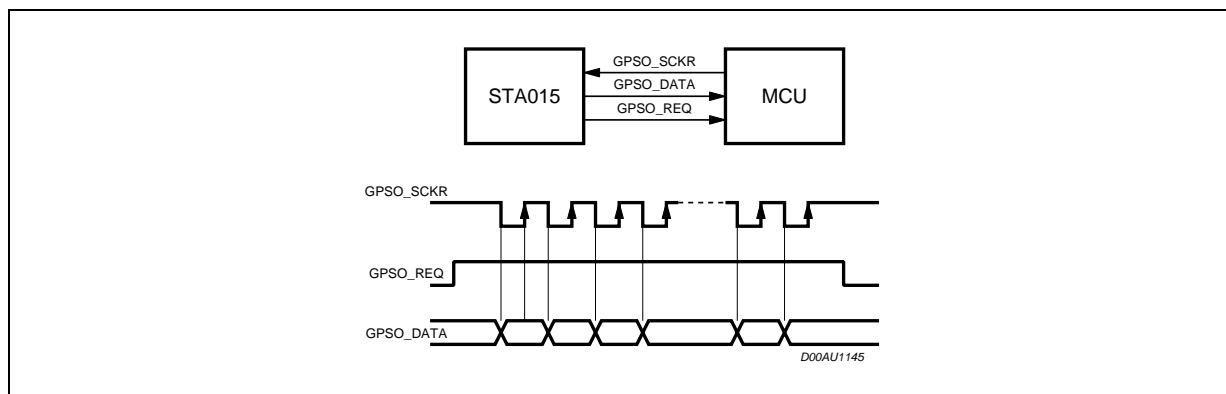 GPSO_SCKR
GPSO_DATA
GPSO_REQ
STA015
MCU
GPSO_SCKR
GPSO_REQ
GPSO_DATA
D00AU1145